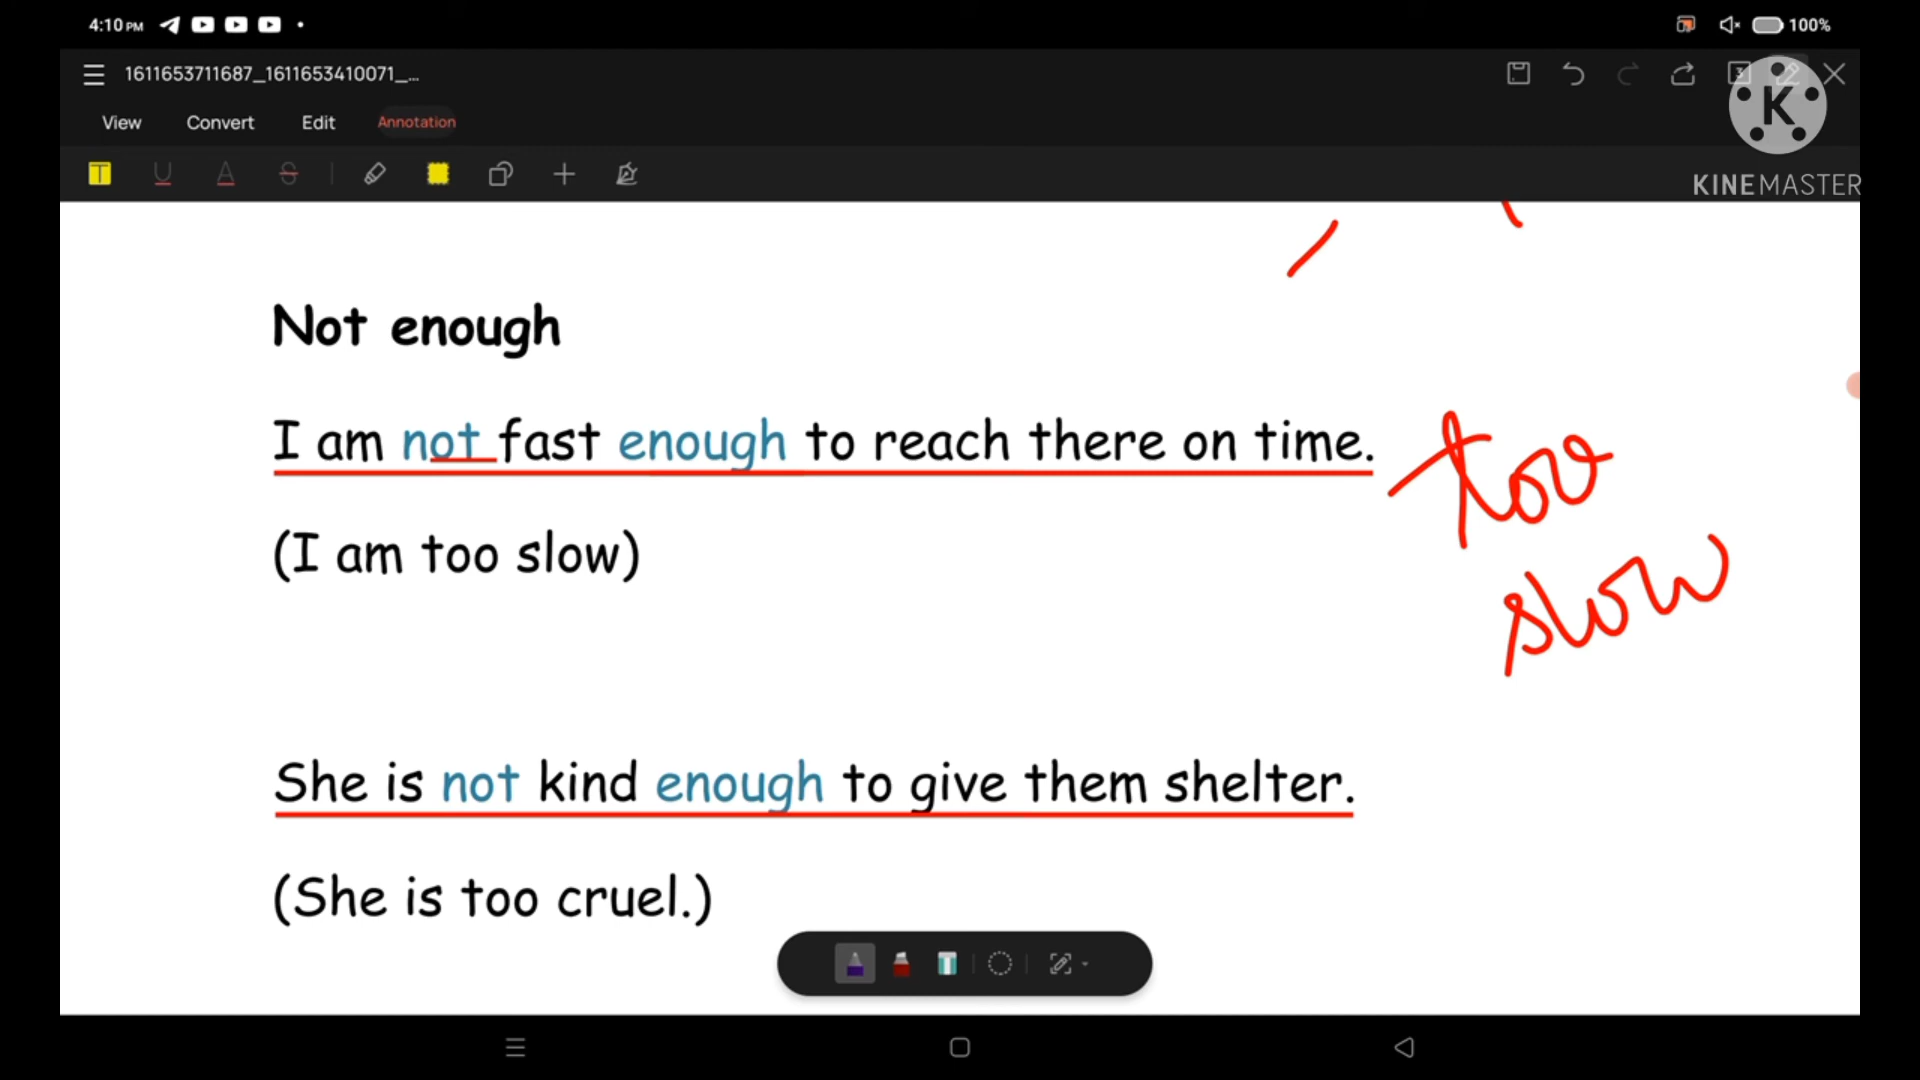 4:10 PM 100%
1611653711687_1611653410071_... 3
K
View Convert Edit Annotation
T U A S
KINEMASTER
Not enough
I am not fast enough to reach there on time.
too
(I am too slow)
slow
She is not kind enough to give them shelter.
(She is too cruel.)